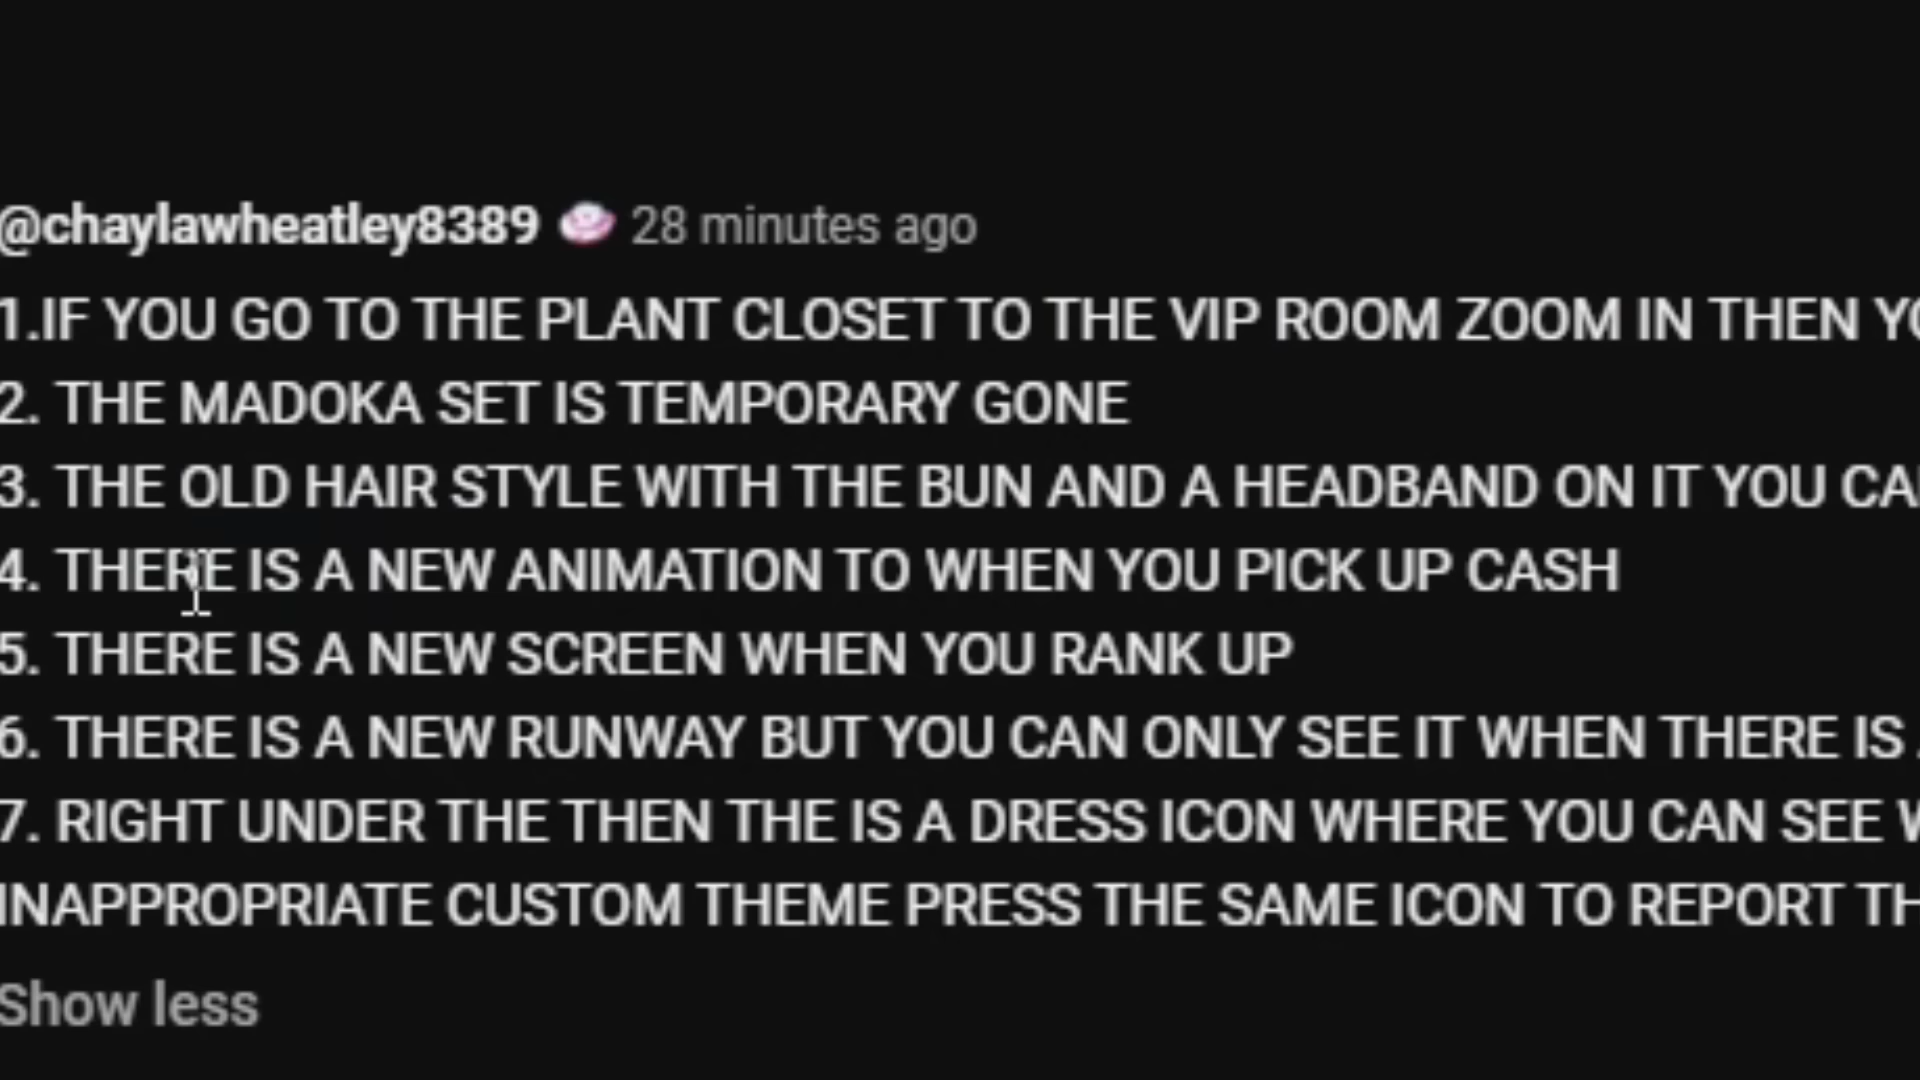 @chaylawheatley8389 28 minutes ago
1.IF YOU GO TO THE PLANT CLOSET TO THE VIP ROOM ZOOM IN THEN
2. THE MADOKA SET IS TEMPORARY GONE
3. THE OLD HAIR STYLE WITH THE BUN AND A HEADBAND ON IT YOU
4. THERE IS A NEW ANIMATION TO WHEN YOU PICK UP CASH
5. THERE IS A NEW SCREEN WHEN YOU RANK UP
6. THERE IS A NEW RUNWAY BUT YOU CAN ONLY SEE IT WHEN THERE IS
7. RIGHT UNDER THE THEN THE IS A DRESS ICON WHERE YOU CAN SEE
INAPPROPRIATE CUSTOM THEME PRESS THE SAME ICON TO REPORT
Show less